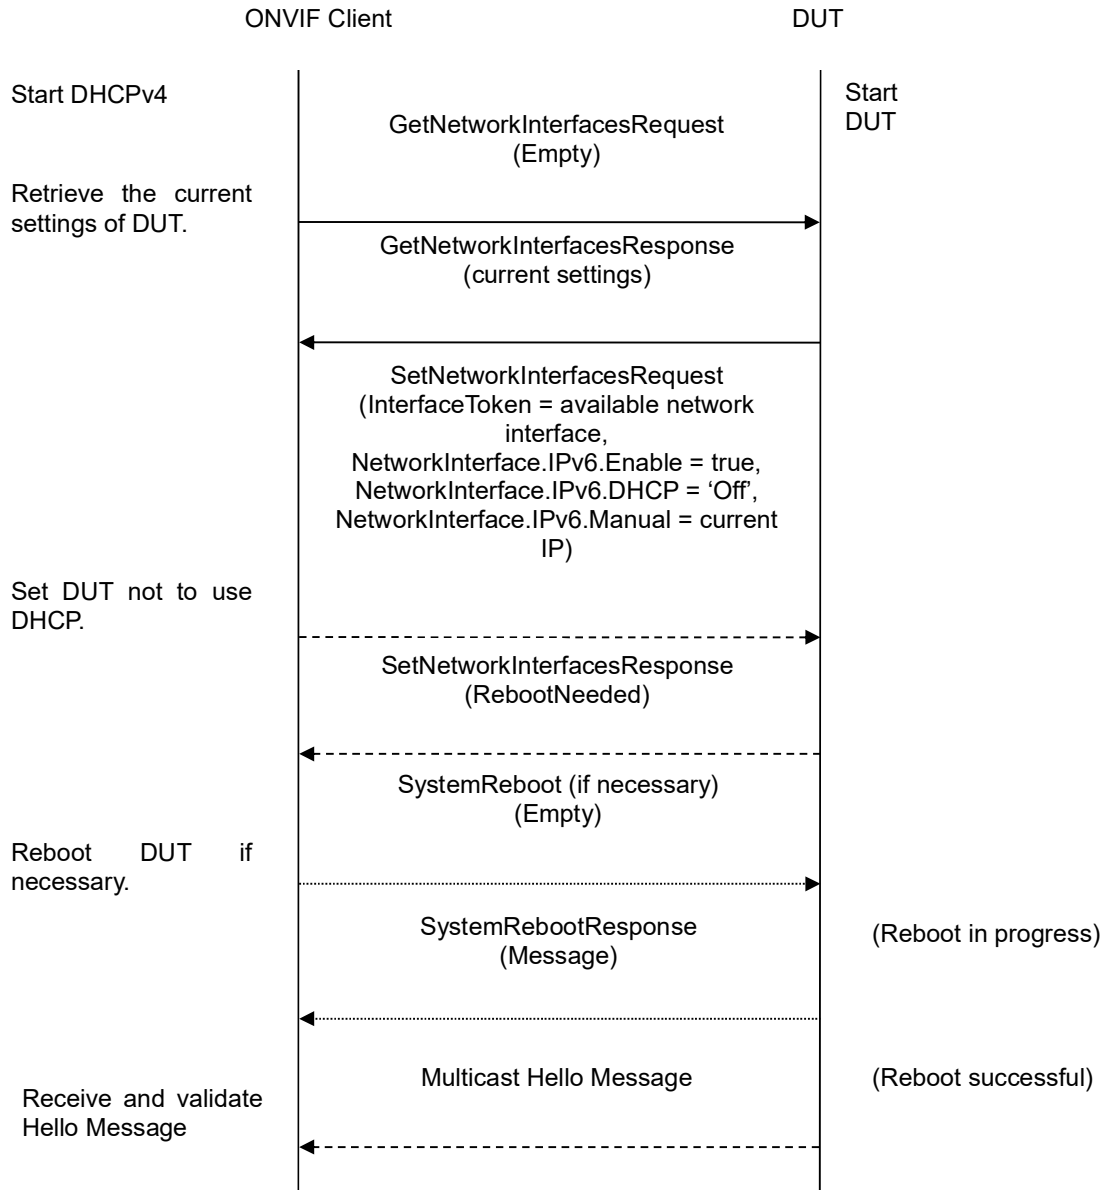 ONVIF Client
DUT
Start DHCPv4
Start
DUT
GetNetworkInterfacesRequest
(Empty)
Retrieve the current
settings of DUT.
GetNetworkInterfacesResponse
(current settings)
SetNetworkInterfacesRequest
(InterfaceToken = available network
interface,
NetworkInterface.IPv6.Enable = true,
NetworkInterface.IPv6.DHCP = ‘Off’,
NetworkInterface.IPv6.Manual = current
IP)
Set DUT not to use
DHCP.
SetNetworkInterfacesResponse
(RebootNeeded)
SystemReboot (if necessary)
(Empty)
Reboot DUT if
necessary.
SystemRebootResponse
(Message)
(Reboot in progress)
Multicast Hello Message
(Reboot successful)
Receive and validate
Hello Message